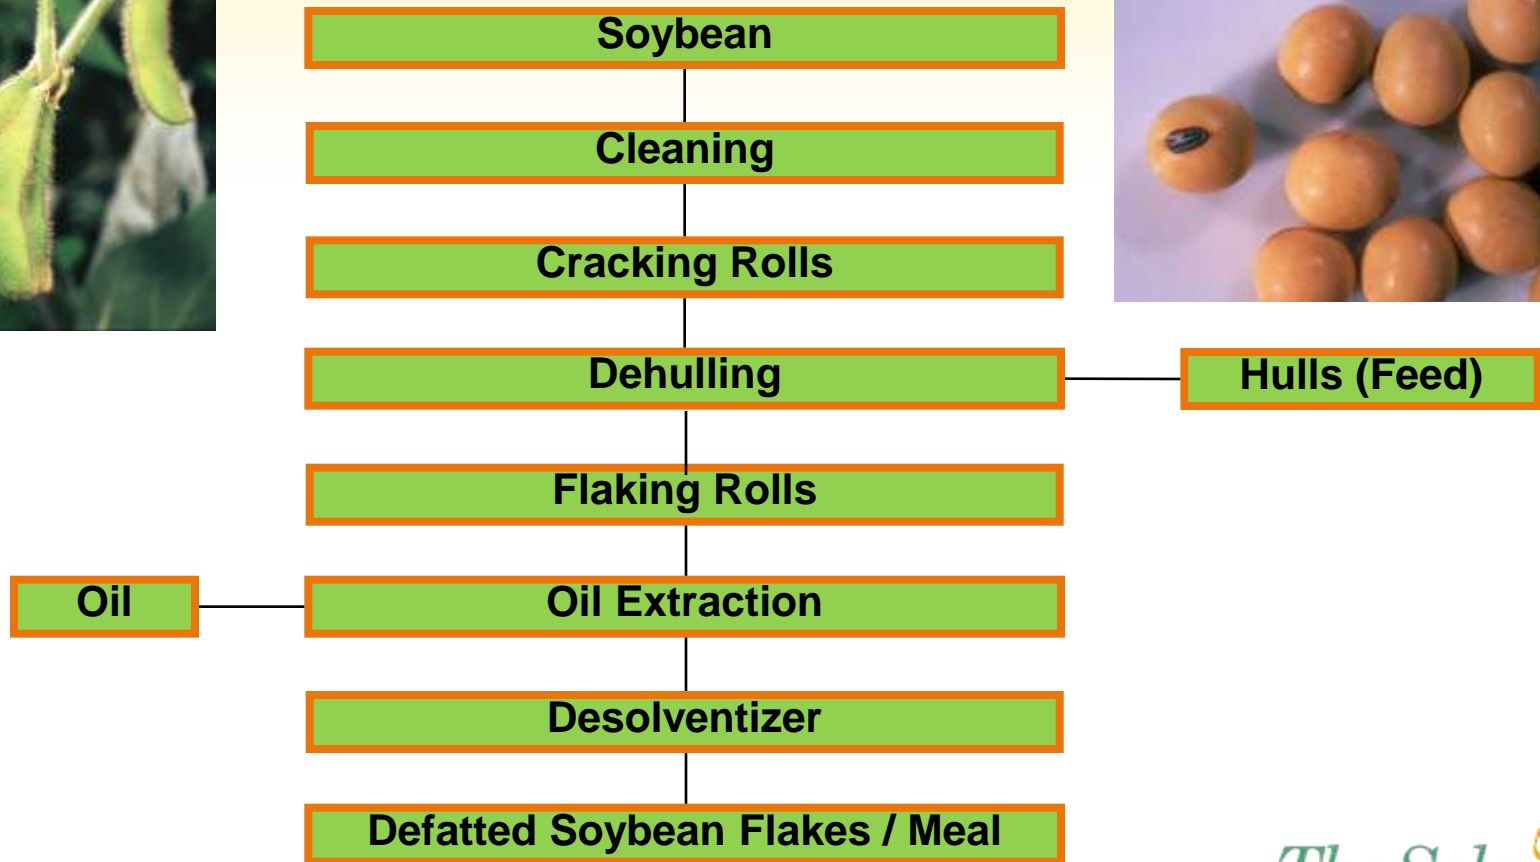 Soybean
Cleaning
Cracking Rolls
Dehulling
Hulls (Feed)
Flaking Rolls
Oil
Oil Extraction
Desolventizer
Defatted Soybean Flakes / Meal